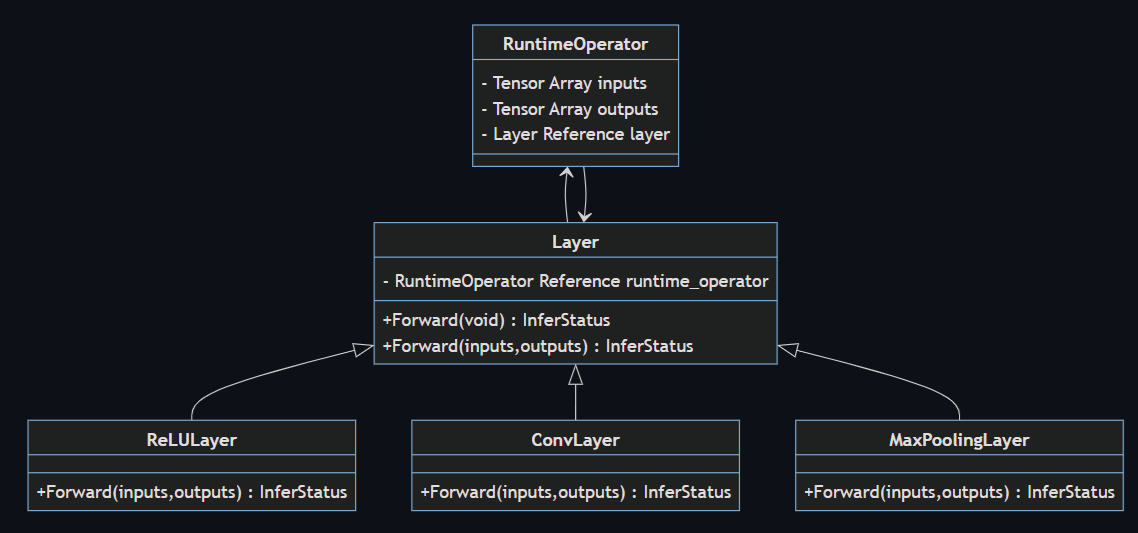 RuntimeOperator
- Tensor Array inputs
- Tensor Array outputs
- Layer Reference layer
Layer
- RuntimeOperator Reference runtime_operator
+Forward(void) : InferStatus
+Forward(inputs,outputs) : InferStatus
ReLULayer
+Forward(inputs,outputs) : InferStatus
ConvLayer
+Forward(inputs,outputs) : InferStatus
MaxPoolingLayer
+Forward(inputs,outputs) : InferStatus